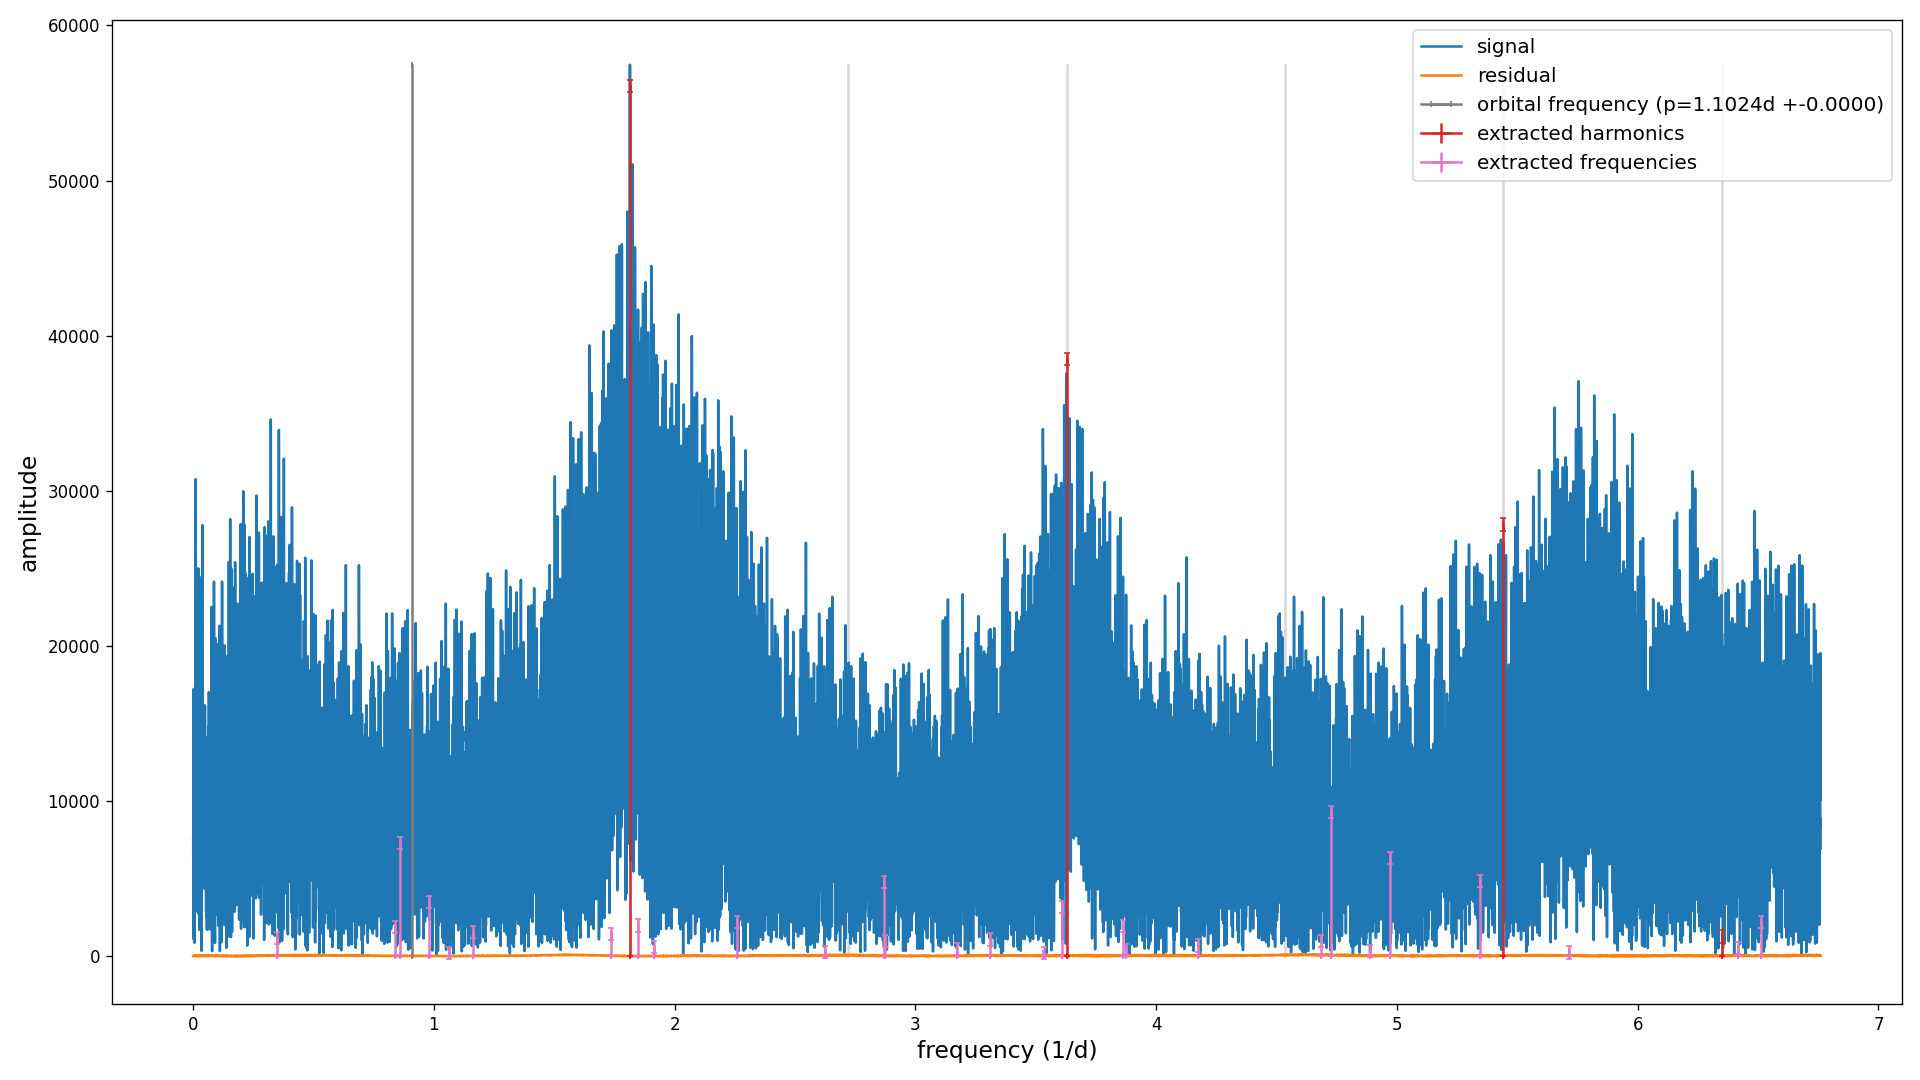 60000
50000
40000
30000
20000
10000
0
amplitude
0 1 2 3 4 5 6 7
frequency (1/d)
signal
residual
orbital frequency (p=1.1024d +-0.0000)
extracted harmonics
extracted frequencies